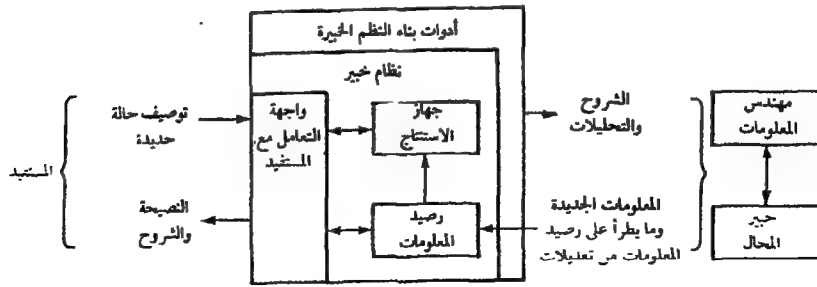 أدوات بناء النظم الخبيرة
نظام خبير
مهندس
المعلومات
خبير
المجال
الشروح
والتحليلات
المعلومات الجديدة
وما يطرأ على رصيد
المعلومات من تعديلات
جهاز
الاستنتاج
رصيد
المعلومات
واجهة
التعامل مع
المستفيد
توصيف حالة
جديدة
النصيحة
والشروح
المستفيد